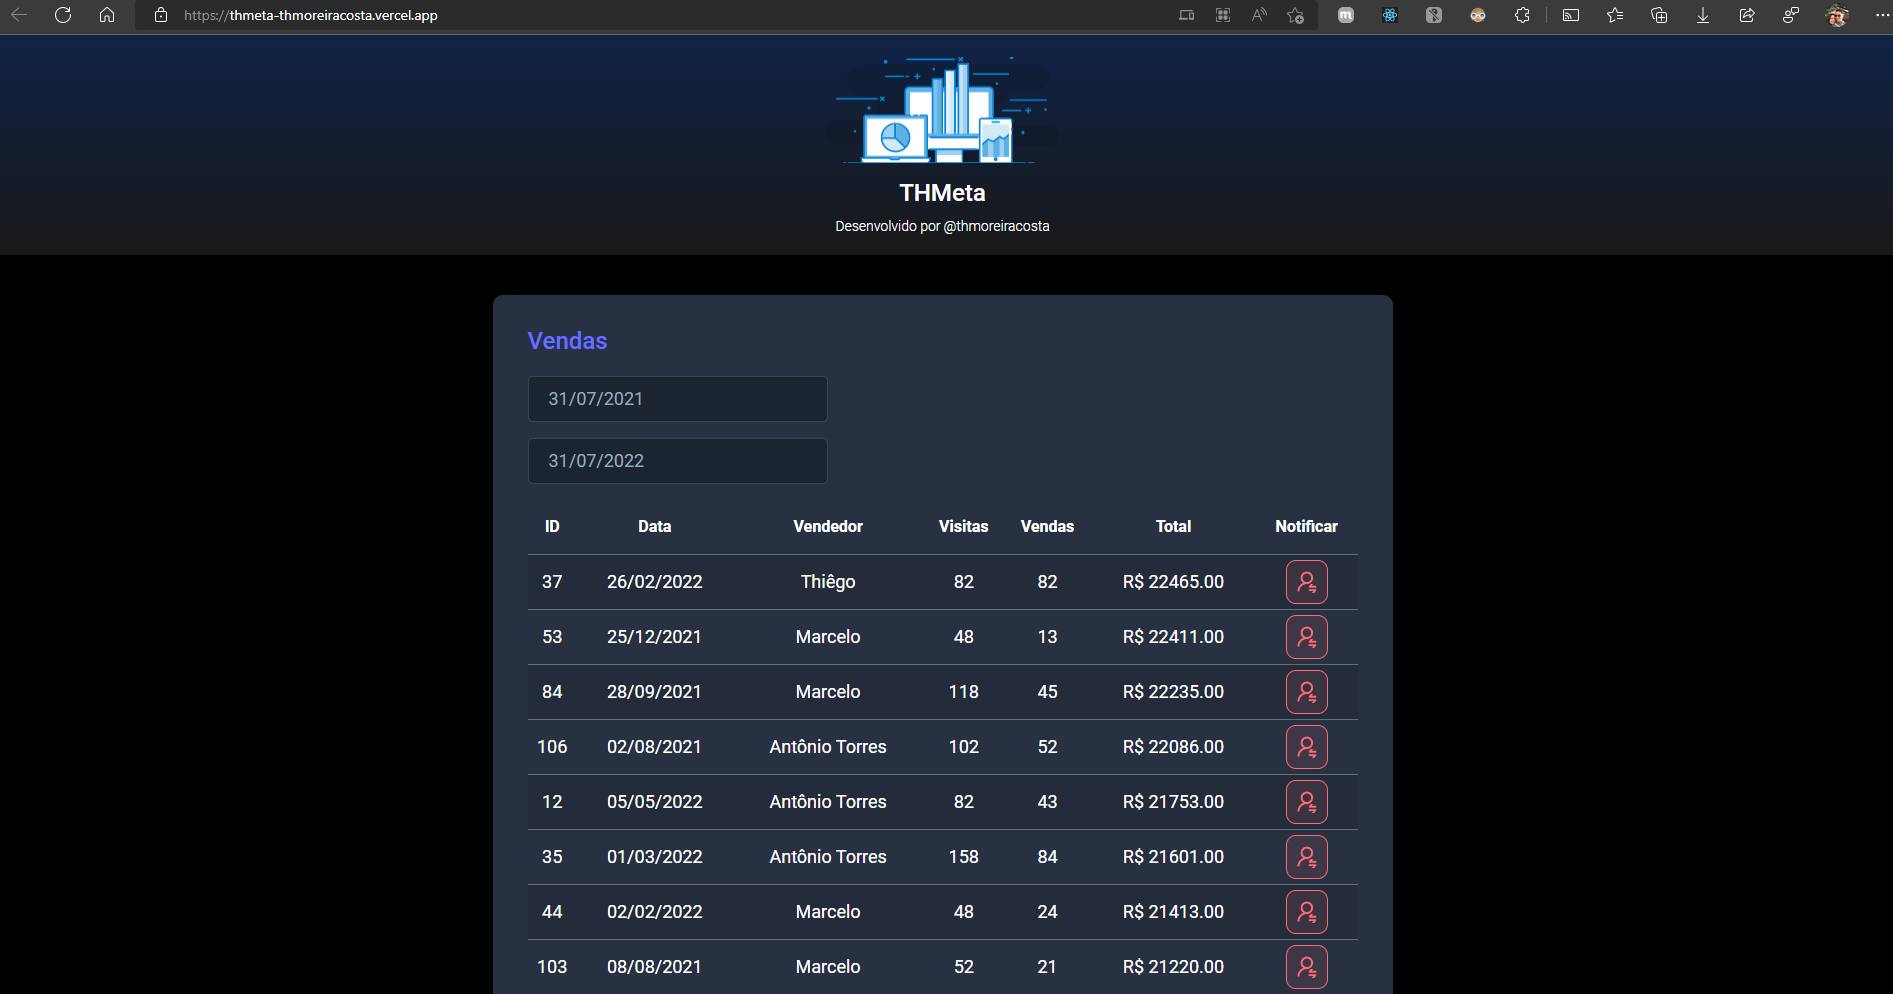 https://thmeta-thmoreiracosta.vercel.app
THMeta
Desenvolvido por @thmoreiracosta
Vendas
31/07/2021
31/07/2022
ID Data Vendedor Visitas Vendas Total Notificar
37 26/02/2022 Thiêgo 82 82 R$ 22465.00
53 25/12/2021 Marcelo 48 13 R$ 22411.00
84 28/09/2021 Marcelo 118 45 R$ 22235.00
106 02/08/2021 Antônio Torres 102 52 R$ 22086.00
12 05/05/2022 Antônio Torres 82 43 R$ 21753.00
35 01/03/2022 Antônio Torres 158 84 R$ 21601.00
44 02/02/2022 Marcelo 48 24 R$ 21413.00
103 08/08/2021 Marcelo 52 21 R$ 21220.00